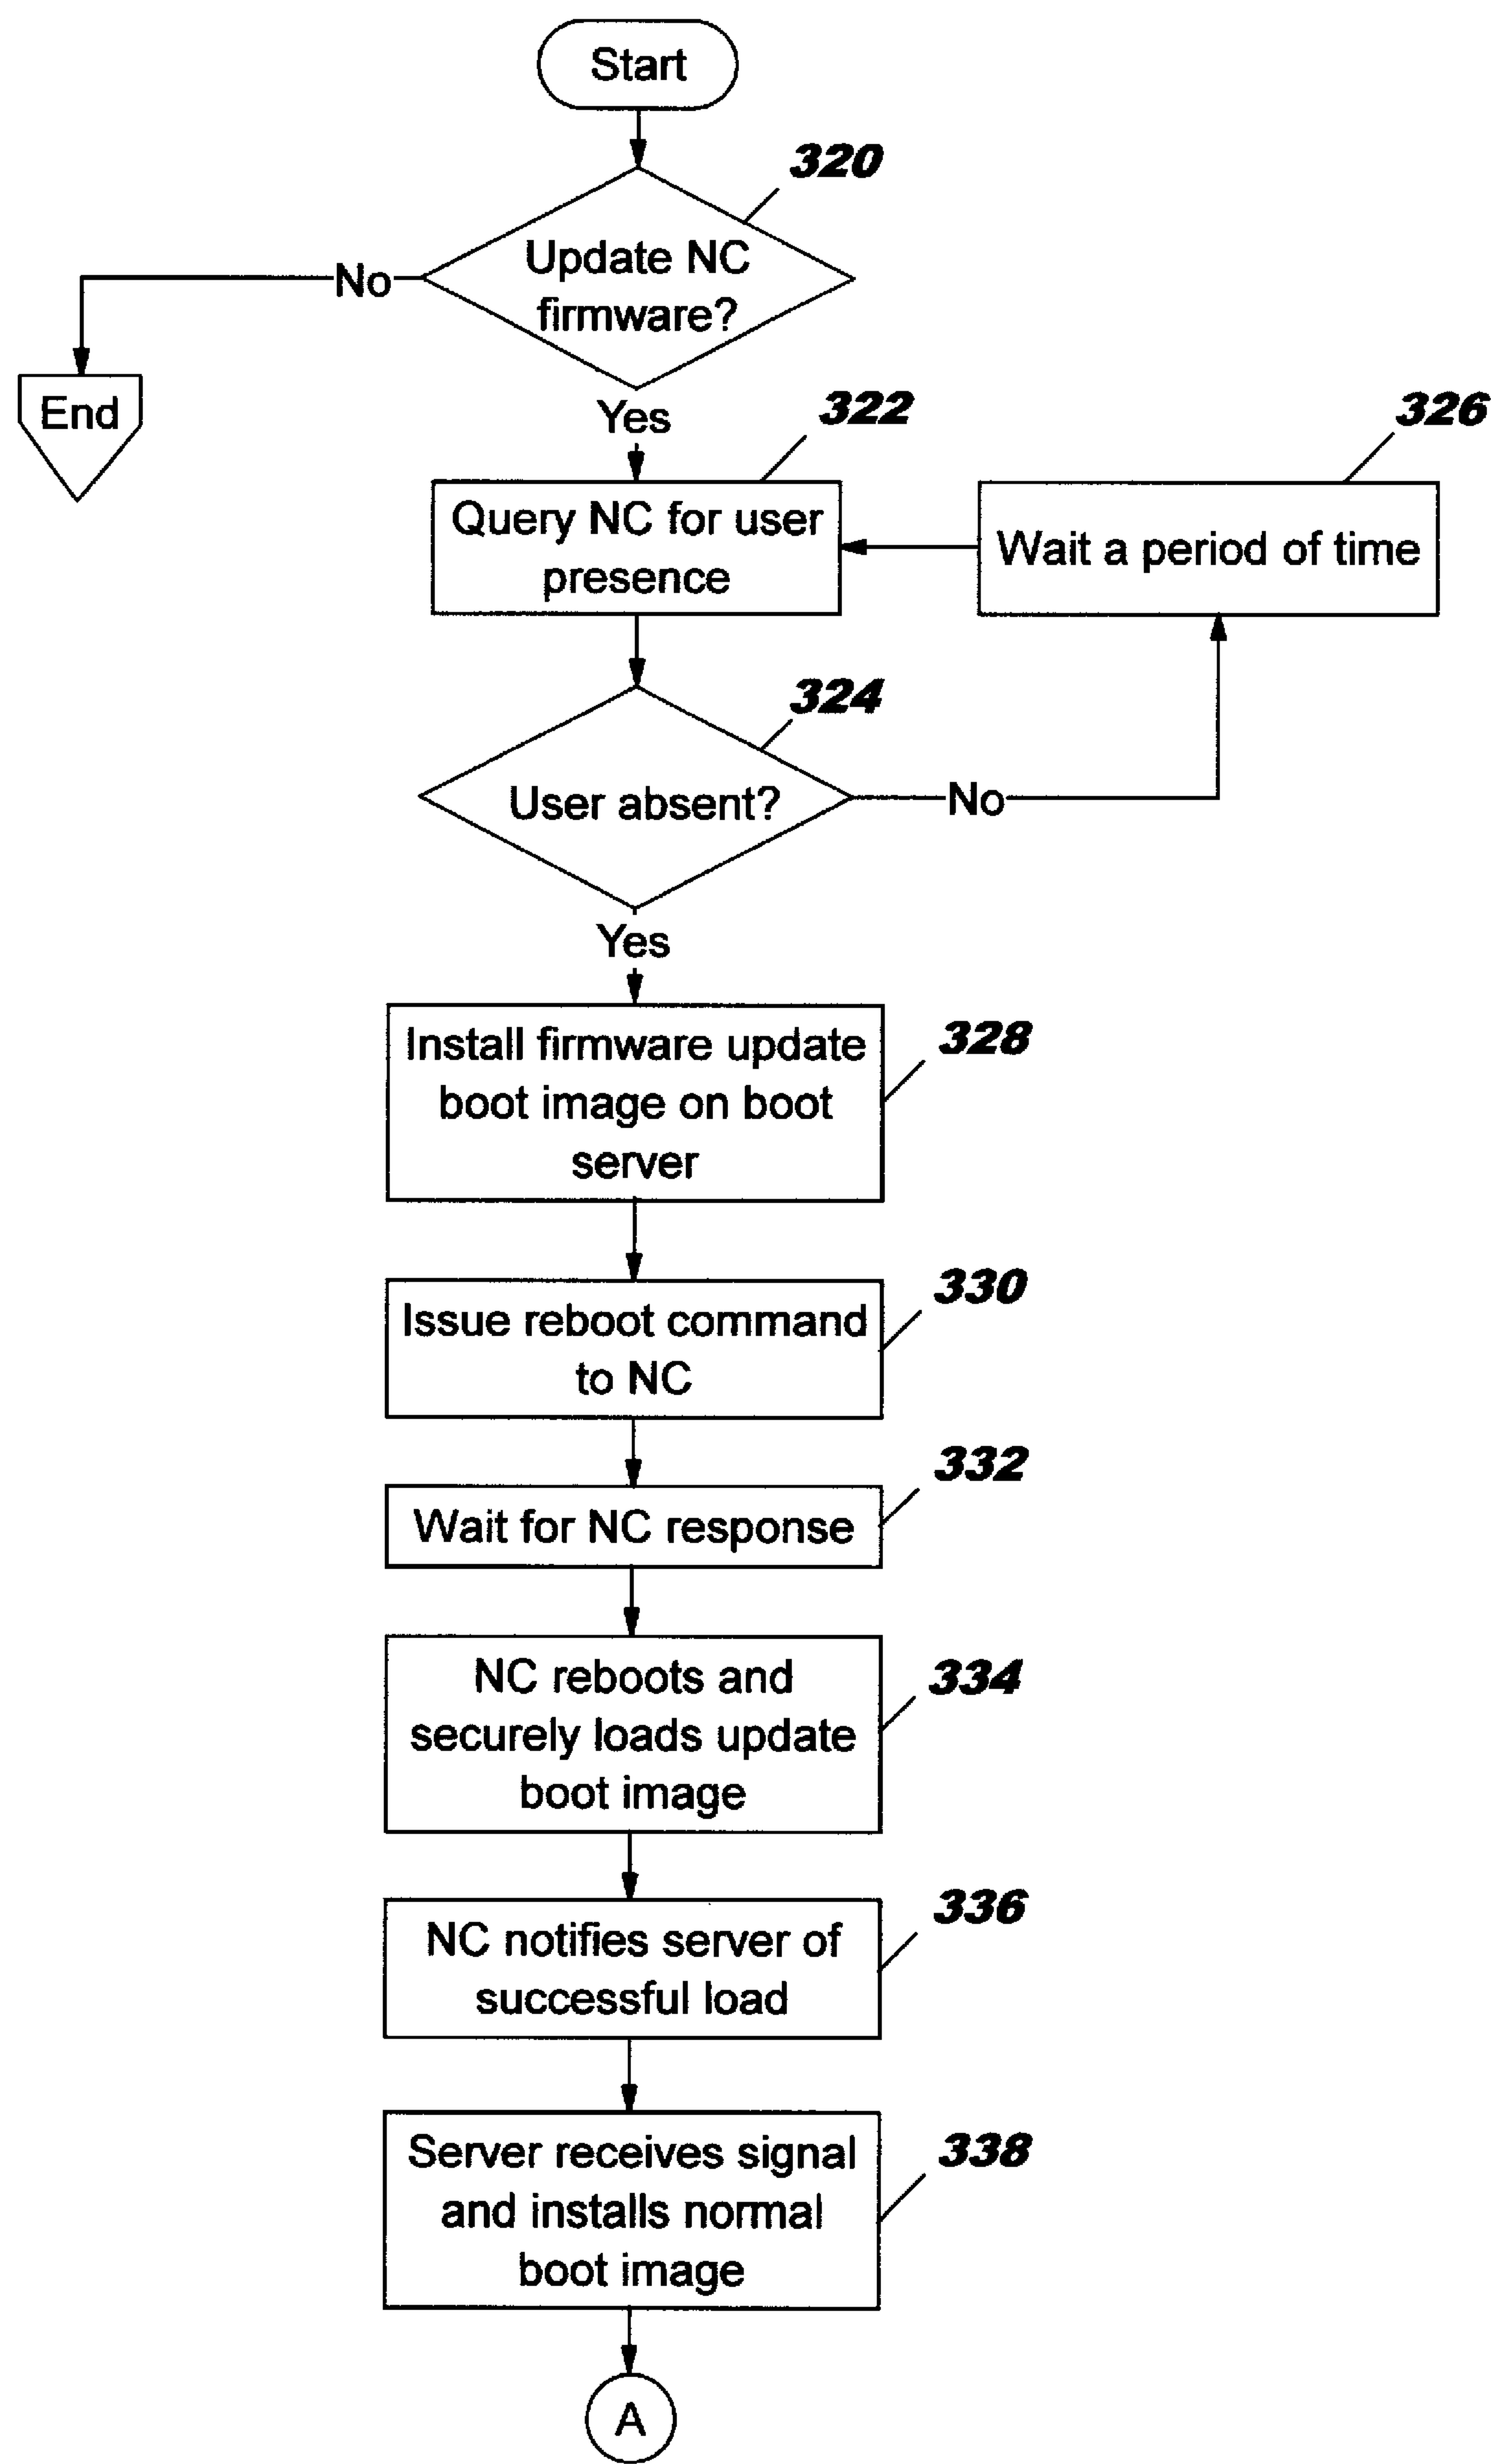 Start
320
Update NC
firmware?
No
End
Yes
322
326
Query NC for user
presence
Wait a period of time
324
User absent?
No
Yes
Install firmware update
boot image on boot
server
328
330
Issue reboot command
to NC
332
Wait for NC response
NC reboots and
securely loads update
boot image
334
336
NC notifies server of
successful load
Server receives signal
and installs normal
boot image
338
A